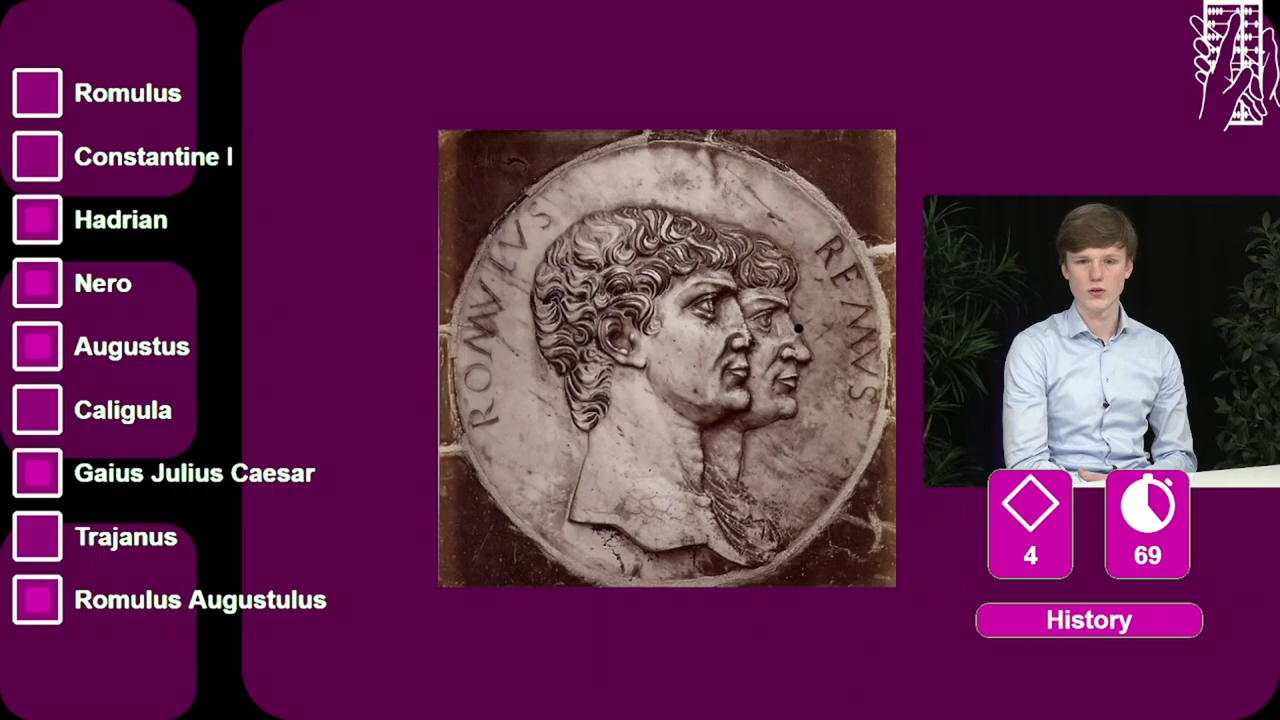 Romulus
Constantine I
Hadrian
Nero
Augustus
Caligula
Gaius Julius Caesar
Trajanus
Romulus Augustulus
ROMVLVS
REMVS
4
69
History